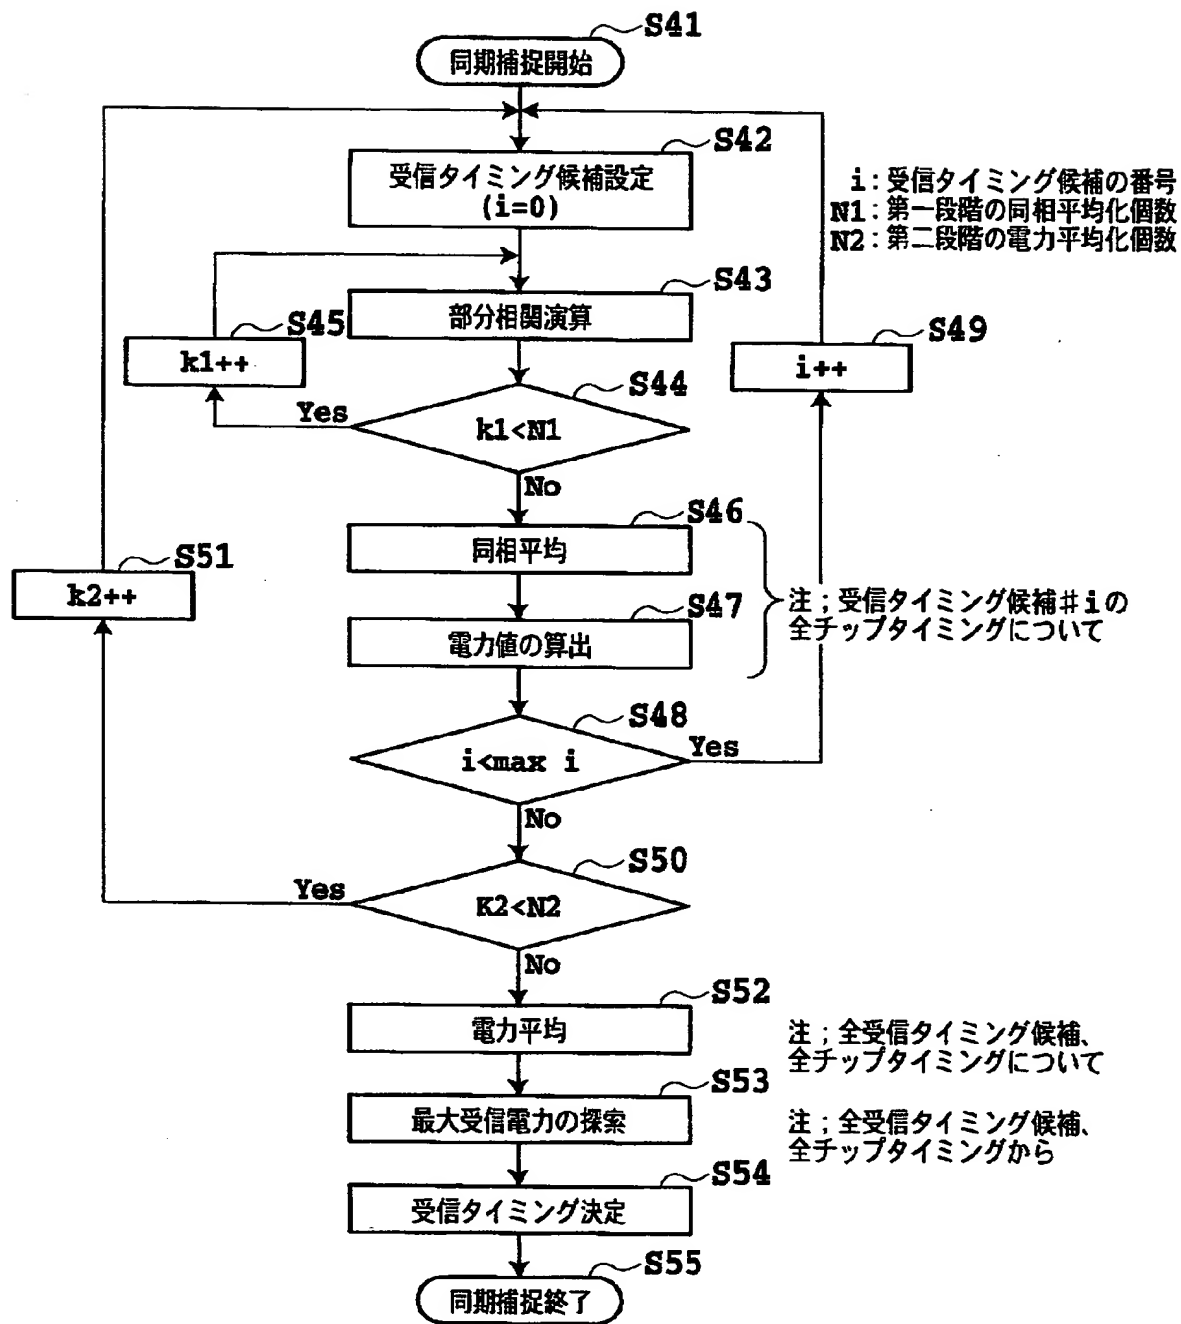 S41
同期捕捉開始
S42
受信タイミング候補設定
(i=0)
i：受信タイミング候補の番号
N1：第一段階の同相平均化個数
N2：第二段階の電力平均化個数
S43
部分相関演算
S45
k1++
S49
i++
S44
Yes
k1<N1
No
S46
同相平均
S51
k2++
S47
電力値の算出
注；受信タイミング候補＃iの
全チップタイミングについて
S48
i<max i
Yes
No
S50
Yes
K2<N2
No
S52
電力平均
注；全受信タイミング候補、
全チップタイミングについて
S53
最大受信電力の探索
注；全受信タイミング候補、
全チップタイミングから
S54
受信タイミング決定
S55
同期捕捉終了